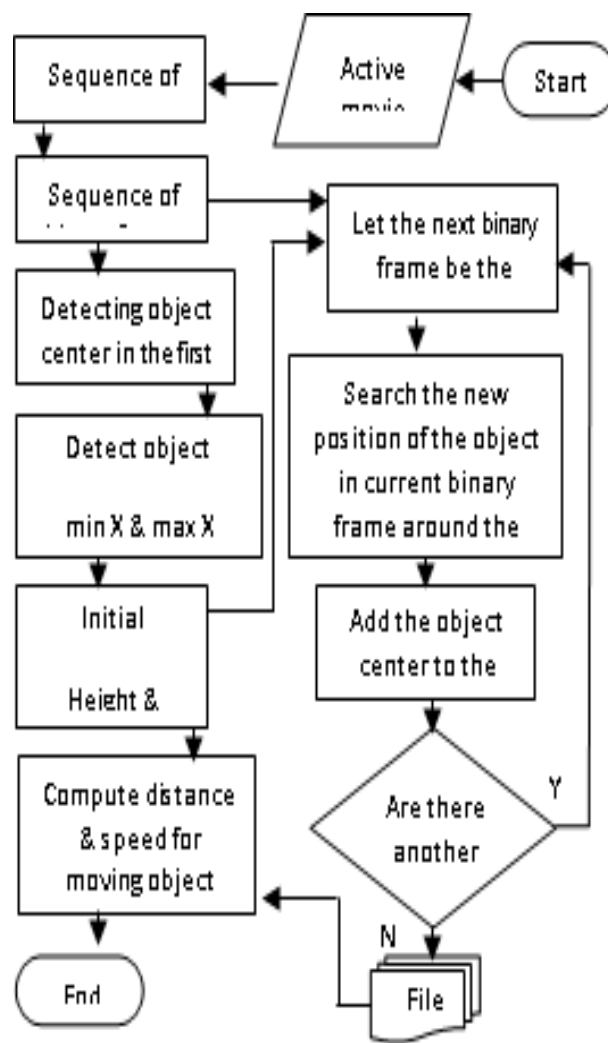 Start
Active
movie
Sequence of
Sequence of
Detecting object
center in the first
Detect object
min X & max X
Initial
Height &
Compute distance
& speed for
moving object
End
Let the next binary
frame be the
Search the new
position of the object
in current binary
frame around the
Add the object
center to the
Are there
another
Y
N
File